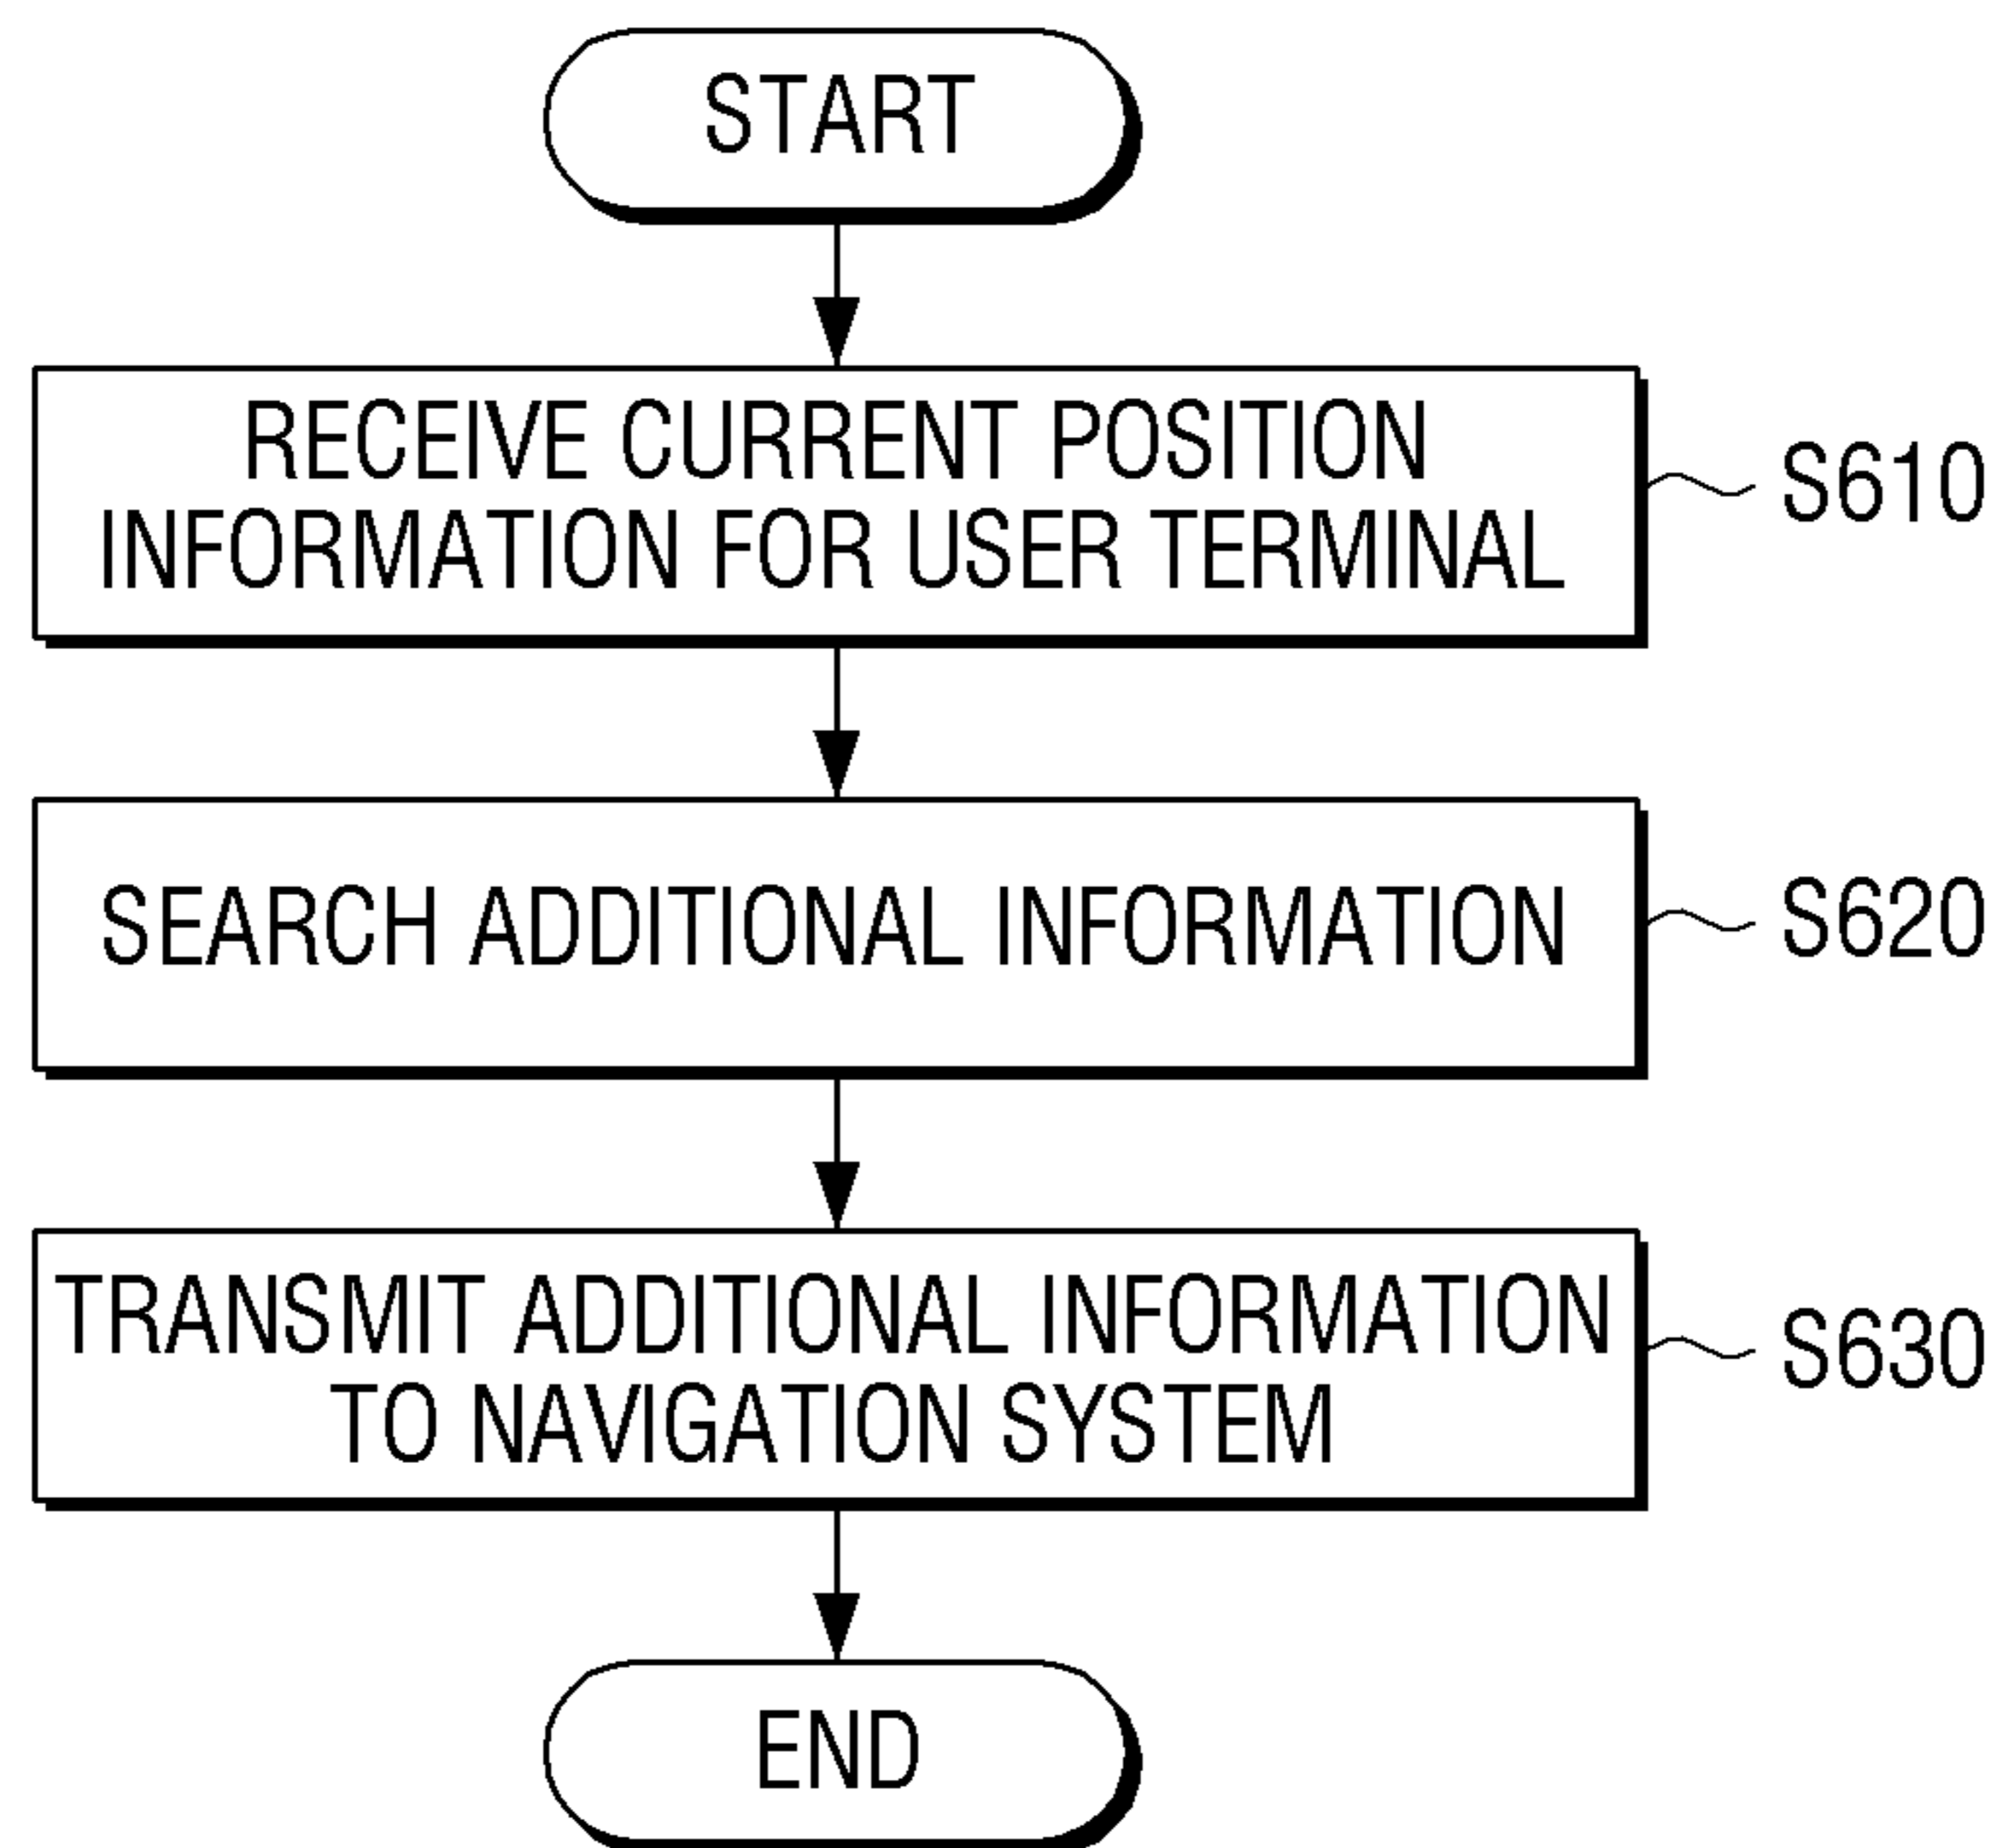 START
RECEIVE CURRENT POSITION
INFORMATION FOR USER TERMINAL
S610
SEARCH ADDITIONAL INFORMATION
S620
TRANSMIT ADDITIONAL INFORMATION
TO NAVIGATION SYSTEM
S630
END